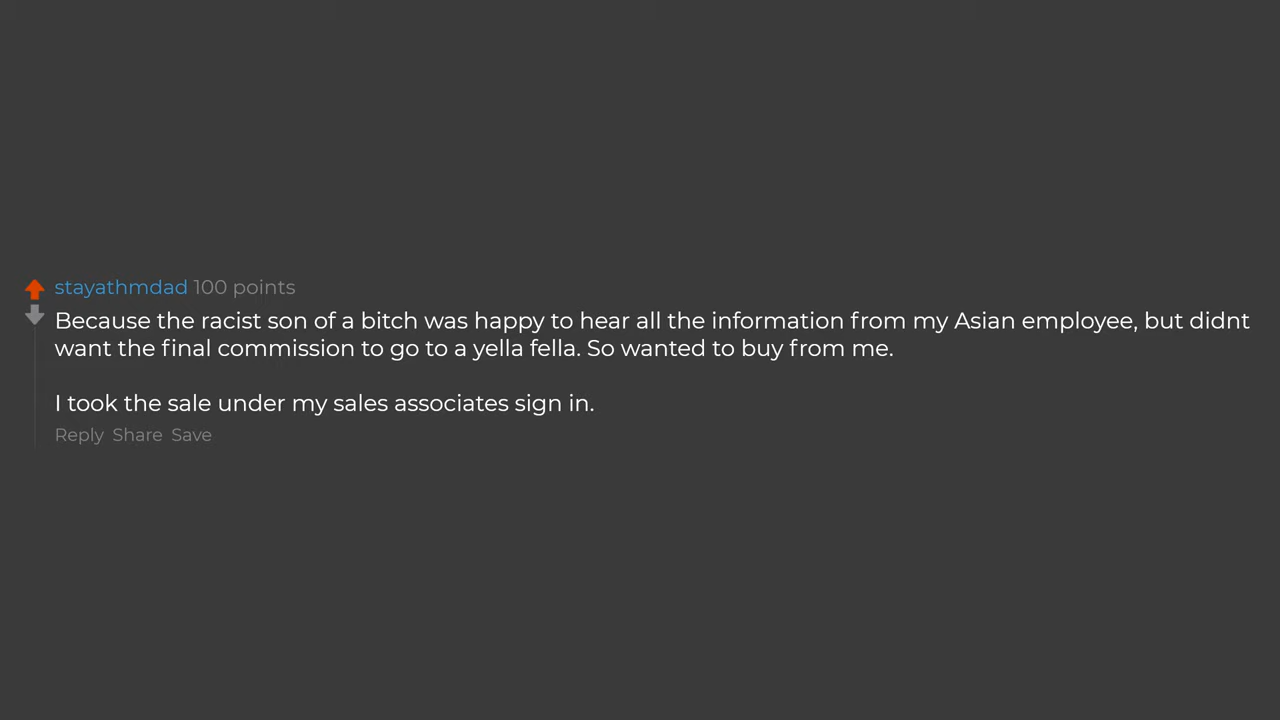 stayathmdad 100 points
Because the racist son of a bitch was happy to hear all the information from my Asian employee, but didnt
want the final commission to go to a yella fella. So wanted to buy from me.
I took the sale under my sales associates sign in.
Reply Share Save